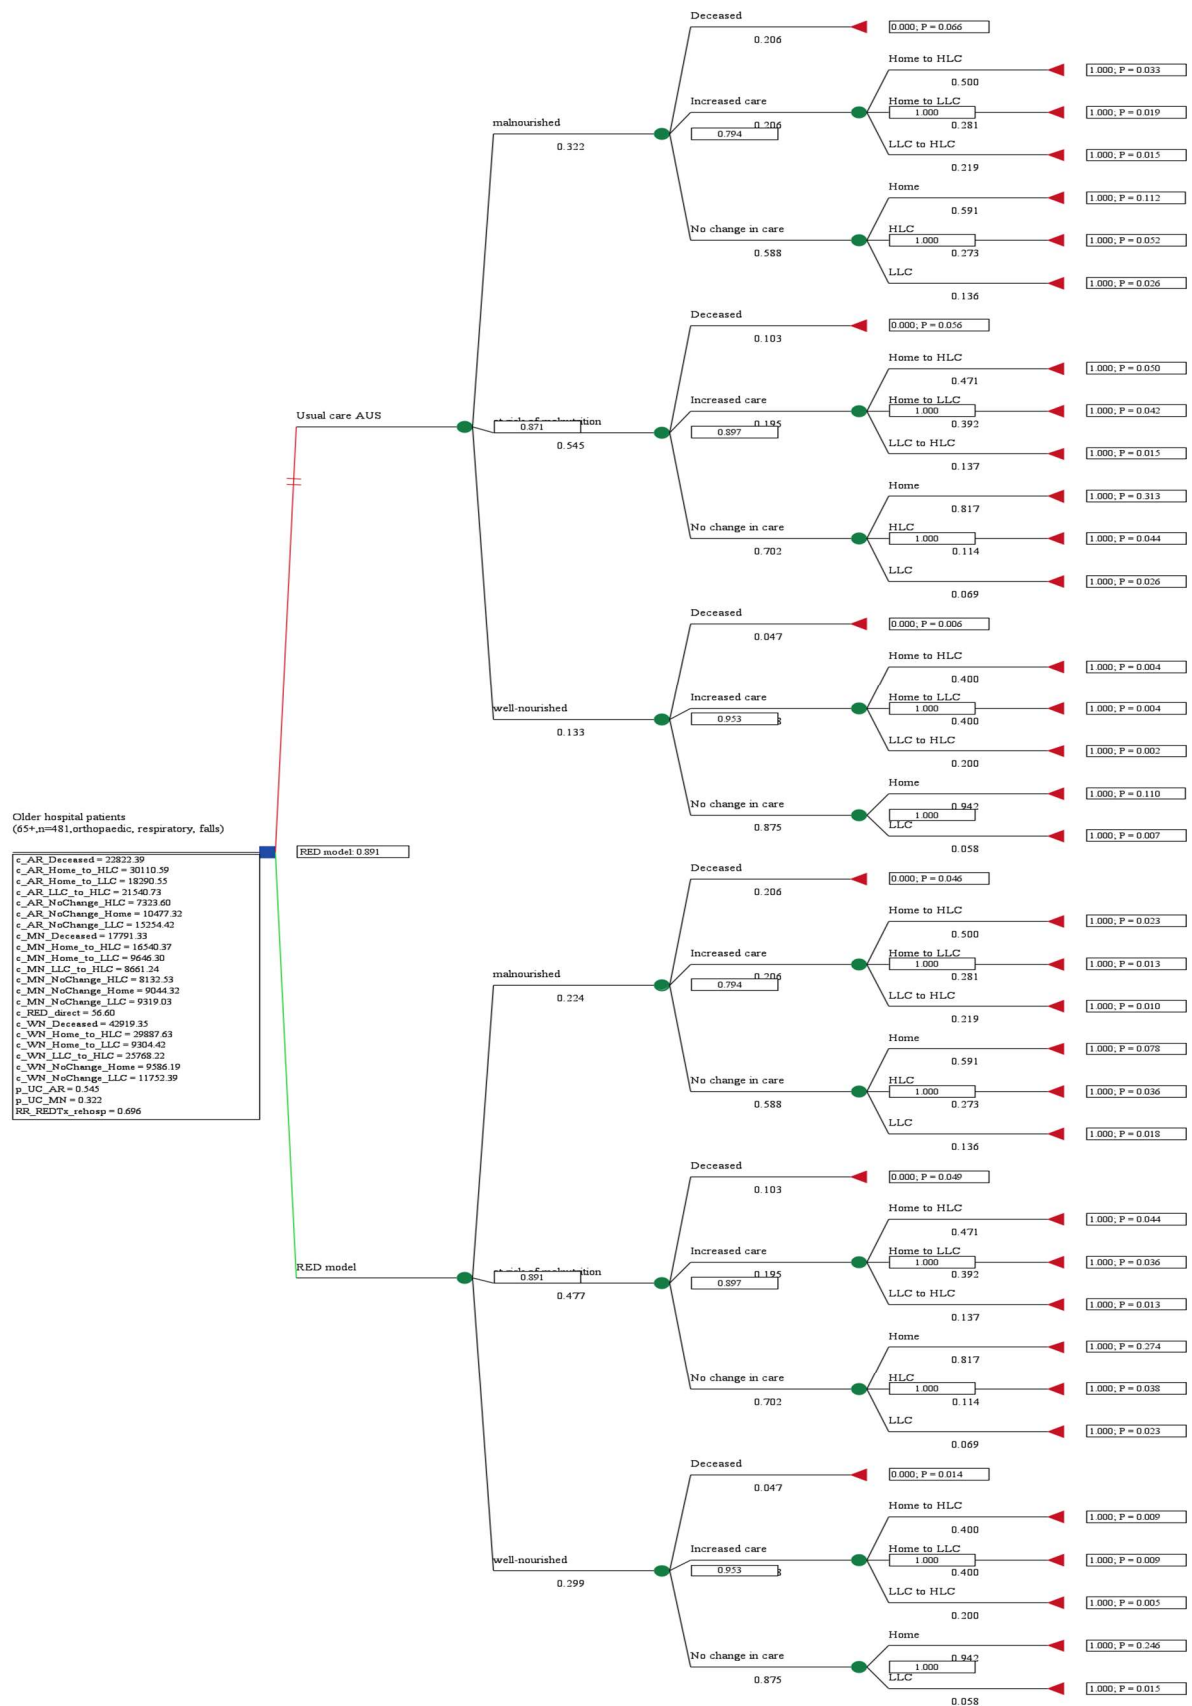 Deceased
0.206
0.000; P = 0.066
Home to HLC
0.500
1.000; P = 0.033
Increased care
0.206
0.794
Home to LLC
1.000
0.281
1.000; P = 0.019
malnourished
0.322
LLC to HLC
0.219
1.000; P = 0.015
Home
0.591
1.000; P = 0.112
No change in care
0.588
HLC
1.000
0.273
1.000; P = 0.052
LLC
0.136
1.000; P = 0.026
Deceased
0.103
0.000; P = 0.056
Home to HLC
0.471
1.000; P = 0.050
Usual care AUS
0.871
0.545
Increased care
0.195
0.897
Home to LLC
1.000
0.392
1.000; P = 0.042
LLC to HLC
0.137
1.000; P = 0.015
Home
0.817
1.000; P = 0.313
No change in care
0.702
HLC
1.000
0.114
1.000; P = 0.044
LLC
0.069
1.000; P = 0.026
Deceased
0.047
0.000; P = 0.006
Home to HLC
0.400
1.000; P = 0.004
well-nourished
0.133
Increased care
0.953
Home to LLC
1.000
0.400
1.000; P = 0.004
LLC to HLC
0.200
1.000; P = 0.002
Home
0.942
1.000; P = 0.110
No change in care
0.875
1.000
LLC
0.058
1.000; P = 0.007
Older hospital patients
(65+,n=481,orthopaedic, respiratory, falls)
RED model: 0.891
c_AR_Deceased = 22822.39
c_AR_Home_to_HLC = 30110.59
c_AR_Home_to_LLC = 18290.55
c_AR_LLC_to_HLC = 21540.73
c_AR_NoChange_HLC = 7323.60
c_AR_NoChange_Home = 10477.32
c_AR_NoChange_LLC = 15254.42
c_MN_Deceased = 17791.33
c_MN_Home_to_HLC = 16540.37
c_MN_Home_to_LLC = 9646.30
c_MN_LLC_to_HLC = 8661.24
c_MN_NoChange_HLC = 8132.53
c_MN_NoChange_Home = 9044.32
c_MN_NoChange_LLC = 9319.03
c_RED_direct = 56.60
c_WN_Deceased = 42919.35
c_WN_Home_to_HLC = 29887.63
c_WN_Home_to_LLC = 9304.42
c_WN_LLC_to_HLC = 25768.22
c_WN_NoChange_Home = 9586.19
c_WN_NoChange_LLC = 11752.39
p_UC_AR = 0.545
p_UC_MN = 0.322
RR_REDTx_rehosp = 0.696
Deceased
0.206
0.000; P = 0.046
Home to HLC
0.500
1.000; P = 0.023
malnourished
0.224
Increased care
0.206
0.794
Home to LLC
1.000
0.281
1.000; P = 0.013
LLC to HLC
0.219
1.000; P = 0.010
Home
0.591
1.000; P = 0.078
No change in care
0.588
HLC
1.000
0.273
1.000; P = 0.036
LLC
0.136
1.000; P = 0.018
Deceased
0.103
0.000; P = 0.049
Home to HLC
0.471
1.000; P = 0.044
RED model
0.891
0.477
Increased care
0.195
0.897
Home to LLC
1.000
0.392
1.000; P = 0.036
LLC to HLC
0.137
1.000; P = 0.013
Home
0.817
1.000; P = 0.274
No change in care
0.702
HLC
1.000
0.114
1.000; P = 0.038
LLC
0.069
1.000; P = 0.023
Deceased
0.047
0.000; P = 0.014
Home to HLC
0.400
1.000; P = 0.009
well-nourished
0.299
Increased care
0.953
Home to LLC
1.000
0.400
1.000; P = 0.009
LLC to HLC
0.200
1.000; P = 0.005
Home
0.942
1.000; P = 0.246
No change in care
0.875
1.000
LLC
0.058
1.000; P = 0.015